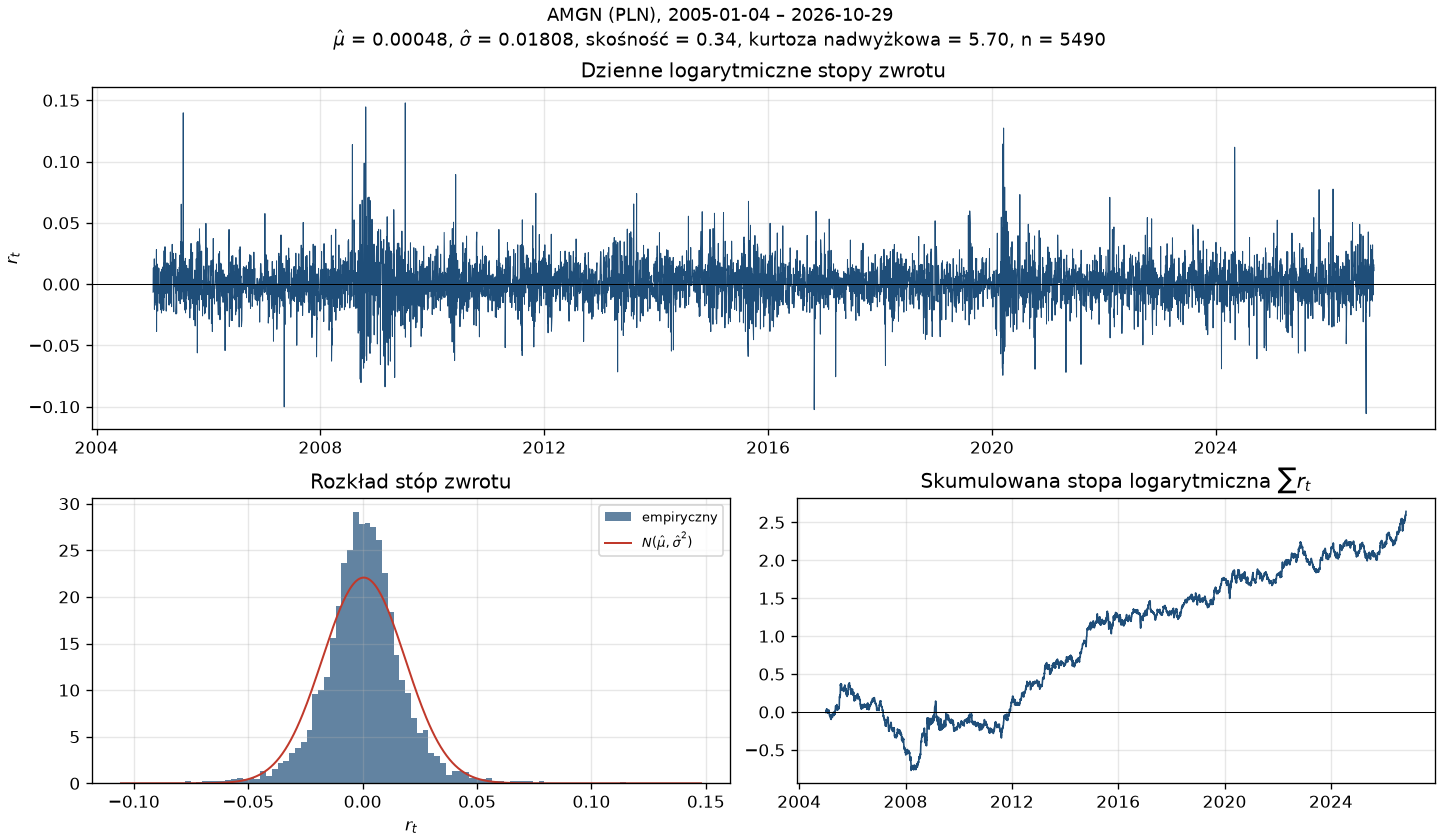 AMGN (PLN), 2005-01-04 – 2026-10-29
μ̂ = 0.00048, σ̂ = 0.01808, skośność = 0.34, kurtoza nadwyżkowa = 5.70, n = 5490
Dzienne logarytmiczne stopy zwrotu
0.15
0.10
0.05
0.00
−0.05
−0.10
r_t
2004 2008 2012 2016 2020 2024
Rozkład stóp zwrotu
30
25
20
15
10
5
0
empiryczny
N(μ̂, σ̂²)
−0.10 −0.05 0.00 0.05 0.10 0.15
r_t
Skumulowana stopa logarytmiczna ∑r_t
2.5
2.0
1.5
1.0
0.5
0.0
−0.5
2004 2008 2012 2016 2020 2024